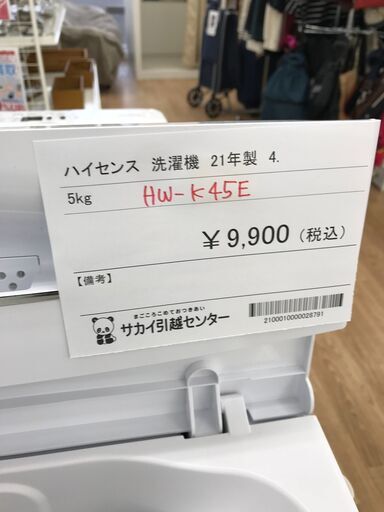 ハイセンス 洗濯機 21年製 4.
5kg HW-K45E
¥9,900(税込)
【備考】
まごころこめておつきあい
サカイ引越センター
2100010000028791